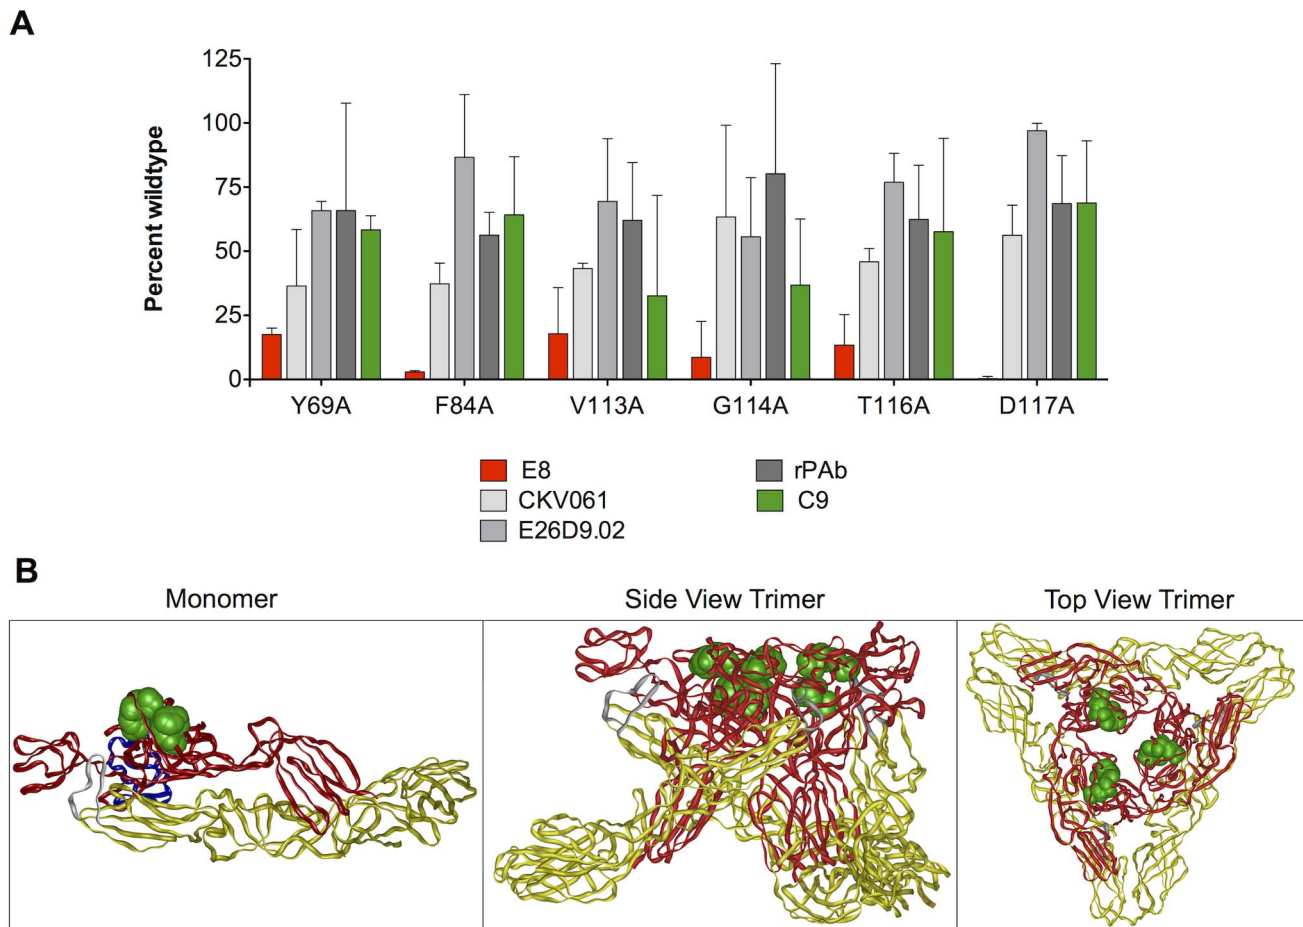 A
Percent wildtype
125
100
75
50
25
0
Y69A F84A V113A G114A T116A D117A
E8 rPAb
CKV061 C9
E26D9.02
B
Monomer Side View Trimer Top View Trimer